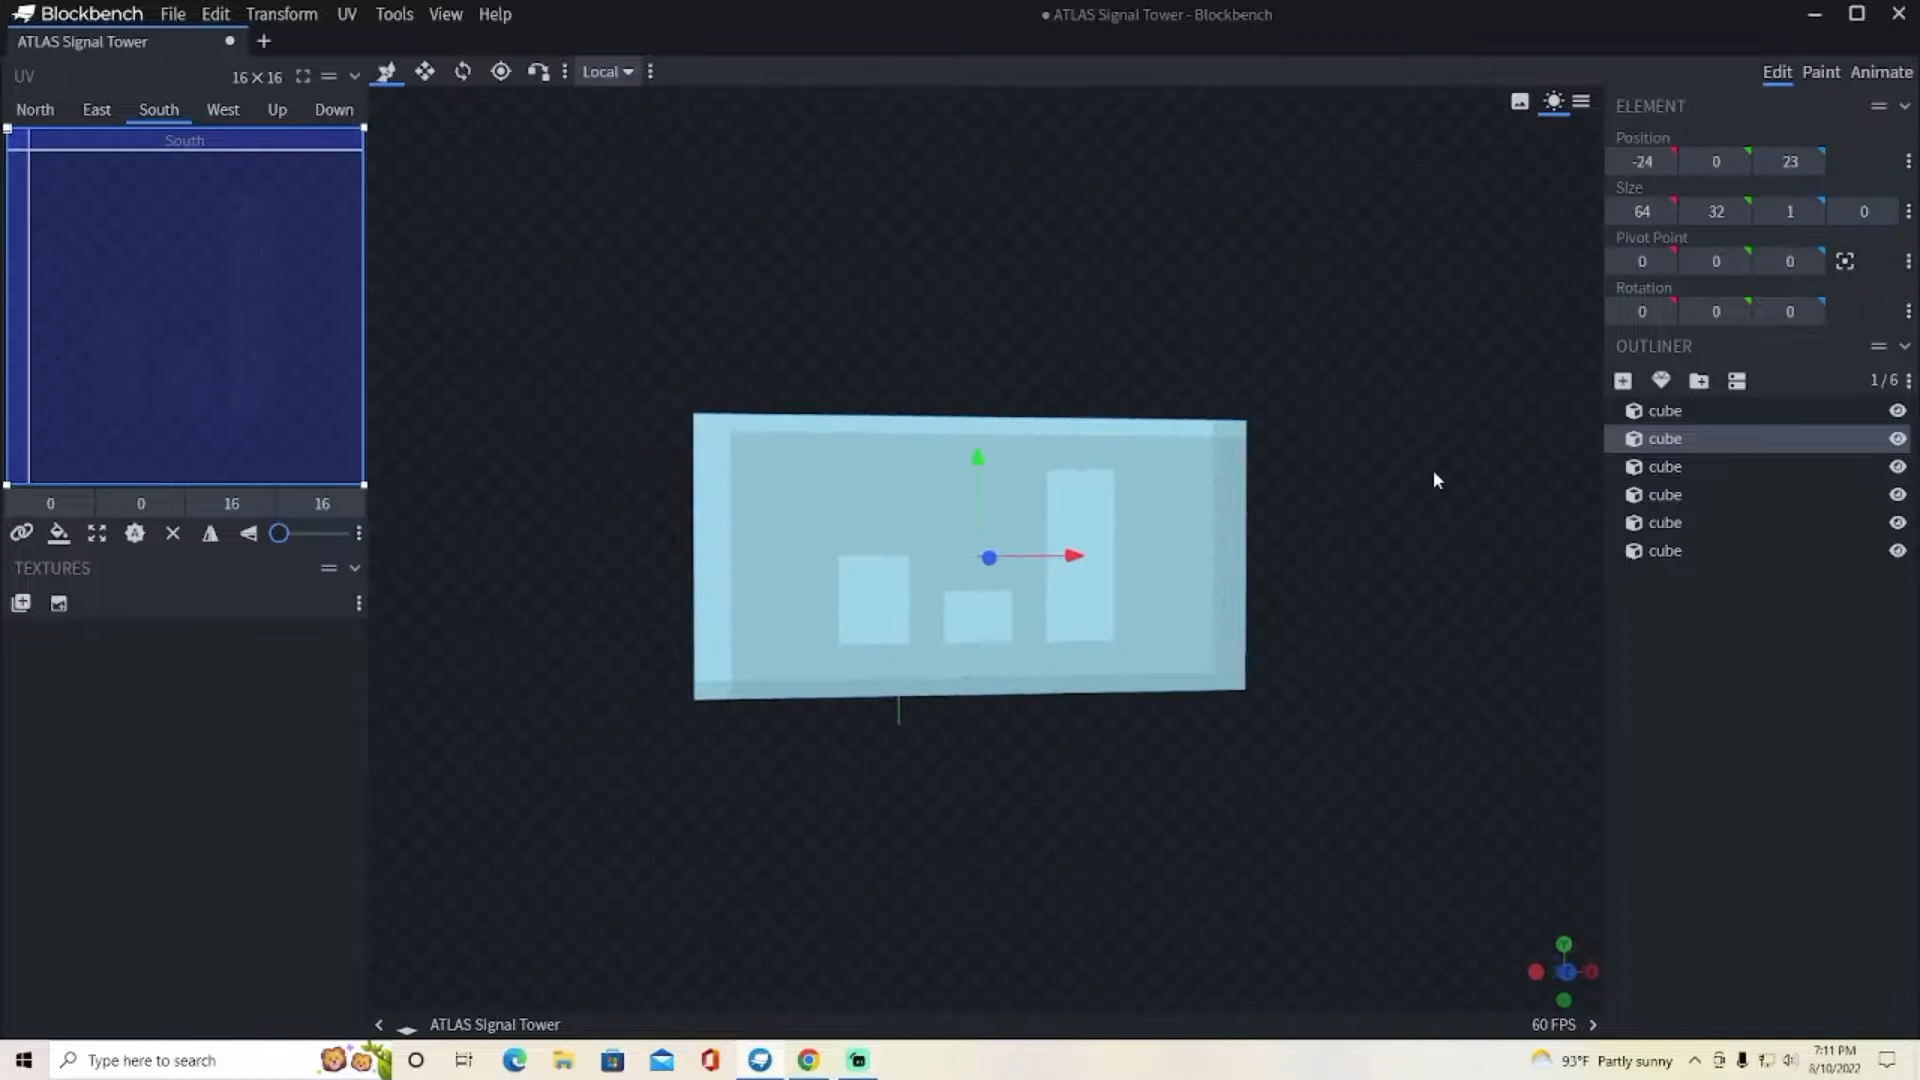 Blockbench File Edit Transform UV Tools View Help
● ATLAS Signal Tower - Blockbench
ATLAS Signal Tower
UV 16×16
Local
Edit Paint Animate
North East South West Up Down
South
0 0 16 16
TEXTURES
ELEMENT
Position
-24 0 23
Size
64 32 1 0
Pivot Point
0 0 0
Rotation
0 0 0
OUTLINER
1/6
cube
cube
cube
cube
cube
cube
Y
Z
ATLAS Signal Tower
60 FPS
Type here to search
93°F Partly sunny
7:11 PM
8/10/2022